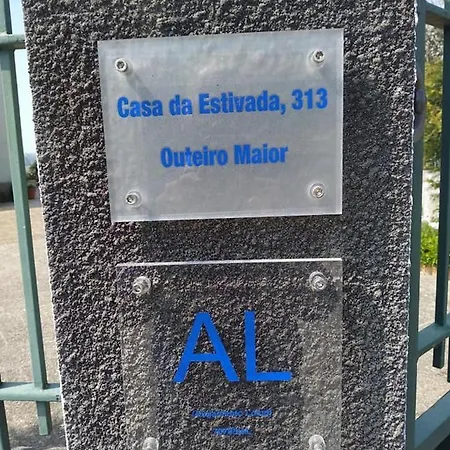 Casa da Estivada, 313
Outeiro Maior
AL